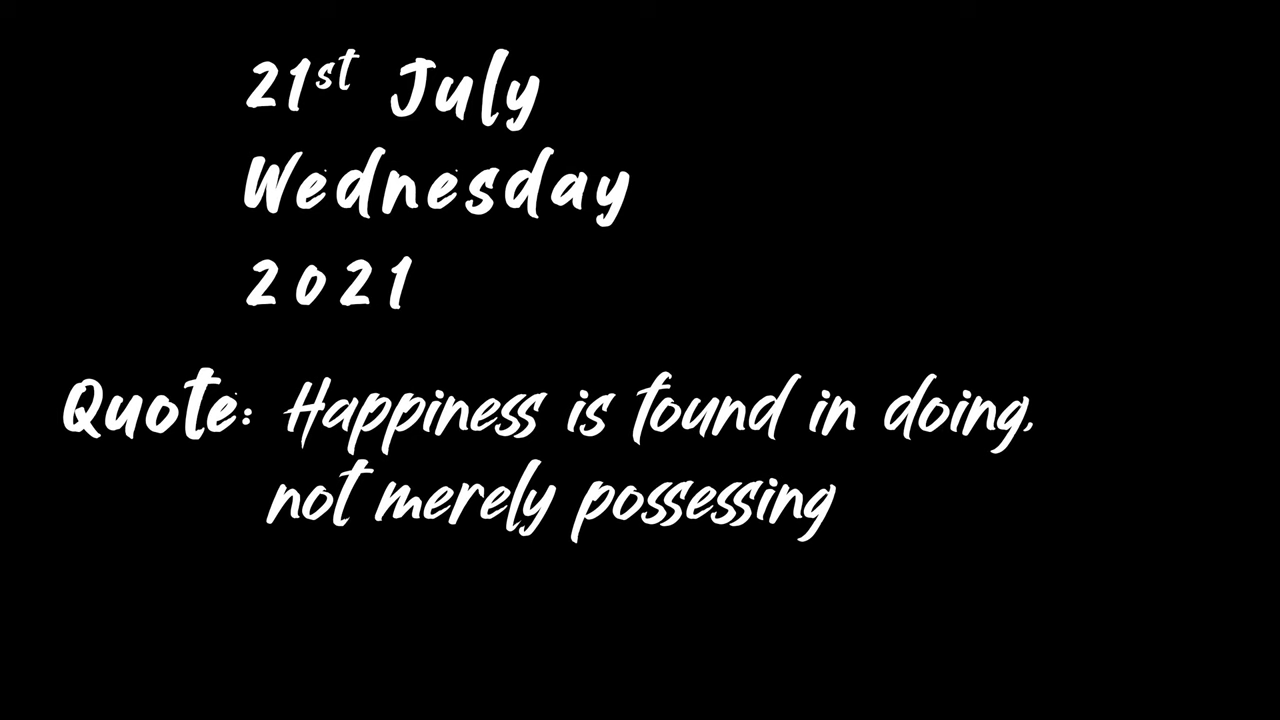 21st July
Wednesday
2021
Quote: Happiness is found in doing,
not merely possessing